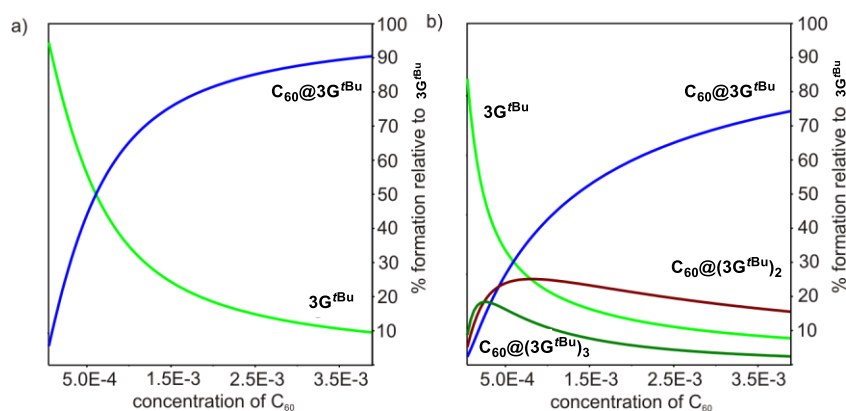 a)
C₆₀@3Gᵗᴮᵘ
3Gᵗᴮᵘ
100
90
80
70
60
50
40
30
20
10
% formation relative to 3Gᵗᴮᵘ
5.0E-4 1.5E-3 2.5E-3 3.5E-3
concentration of C₆₀
b)
3Gᵗᴮᵘ
C₆₀@3Gᵗᴮᵘ
C₆₀@(3Gᵗᴮᵘ)₂
C₆₀@(3Gᵗᴮᵘ)₃
100
90
80
70
60
50
40
30
20
10
% formation relative to 3Gᵗᴮᵘ
5.0E-4 1.5E-3 2.5E-3 3.5E-3
concentration of C₆₀